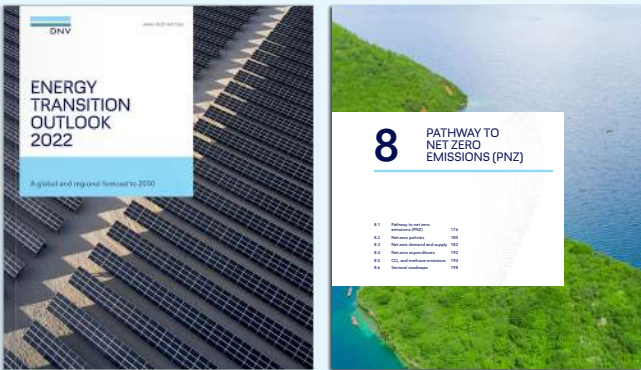 DNV
ENERGY
TRANSITION
OUTLOOK
2022
A global and regional forecast to 2050
8
PATHWAY TO
NET ZERO
EMISSIONS (PNZ)
8.1 Pathway to net zero
emissions (PNZ) 176
8.2 Net zero policies 180
8.3 Net zero demand and supply 182
8.4 Net zero expenditures 192
8.5 CO₂ and methane emissions 194
8.6 Sectoral roadmaps 198